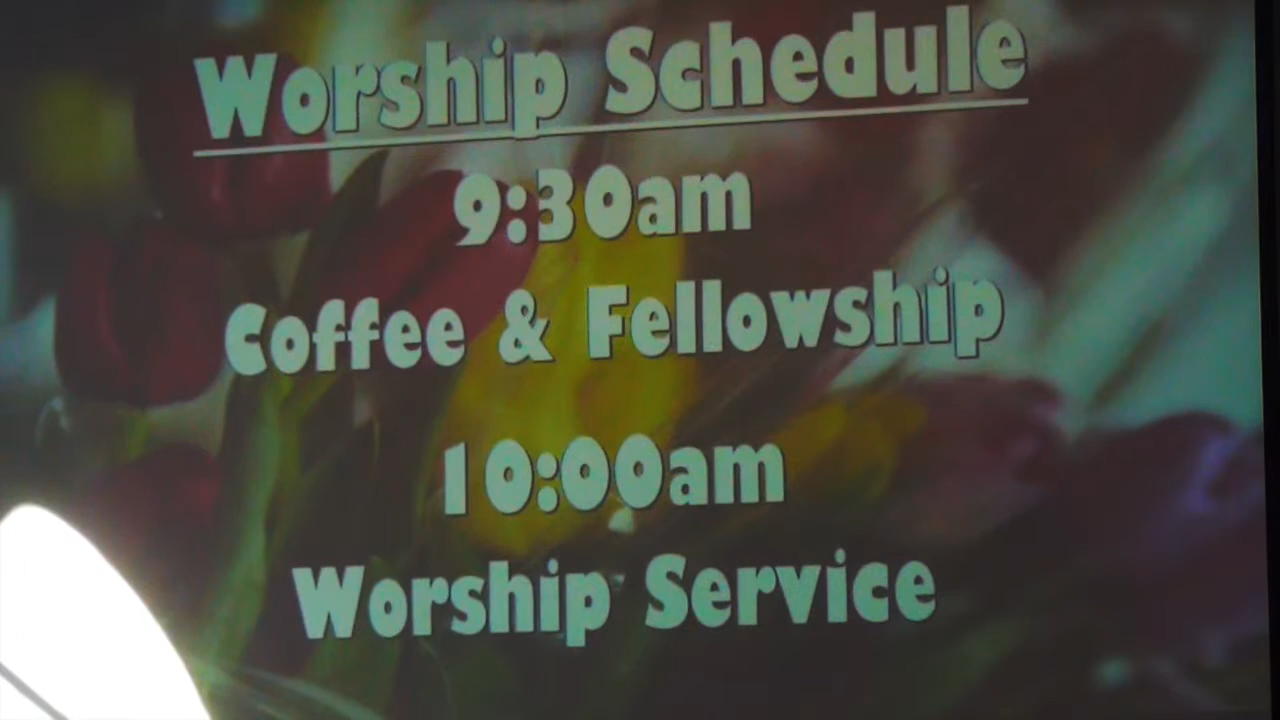 Worship Schedule
9:30am
Coffee & Fellowship
10:00am
Worship Service